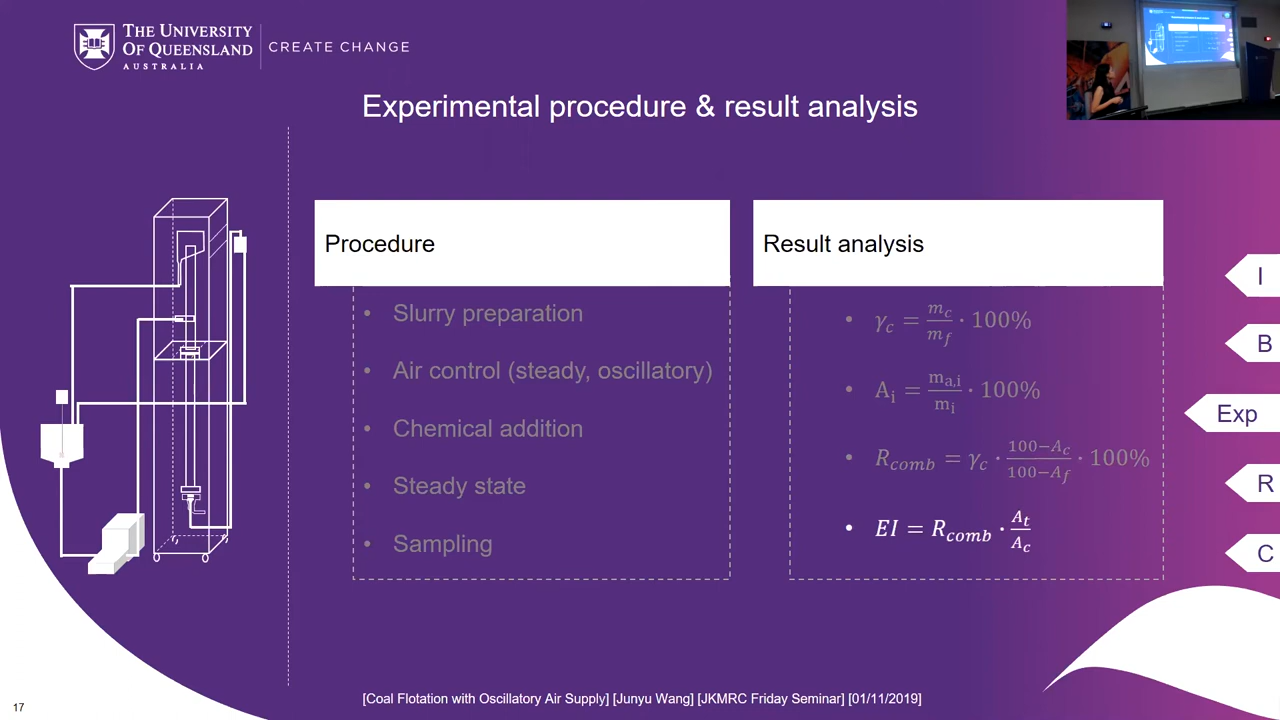 THE UNIVERSITY
OF QUEENSLAND
AUSTRALIA
CREATE CHANGE
Experimental procedure & result analysis
Procedure
• Slurry preparation
• Air control (steady, oscillatory)
• Chemical addition
• Steady state
• Sampling
Result analysis
• γ_c = m_c/m_f · 100%
• A_i = m_a,i/m_i · 100%
• R_comb = γ_c · (100−A_c)/(100−A_f) · 100%
• EI = R_comb · A_t/A_c
I
B
Exp
R
C
17
[Coal Flotation with Oscillatory Air Supply] [Junyu Wang] [JKMRC Friday Seminar] [01/11/2019]